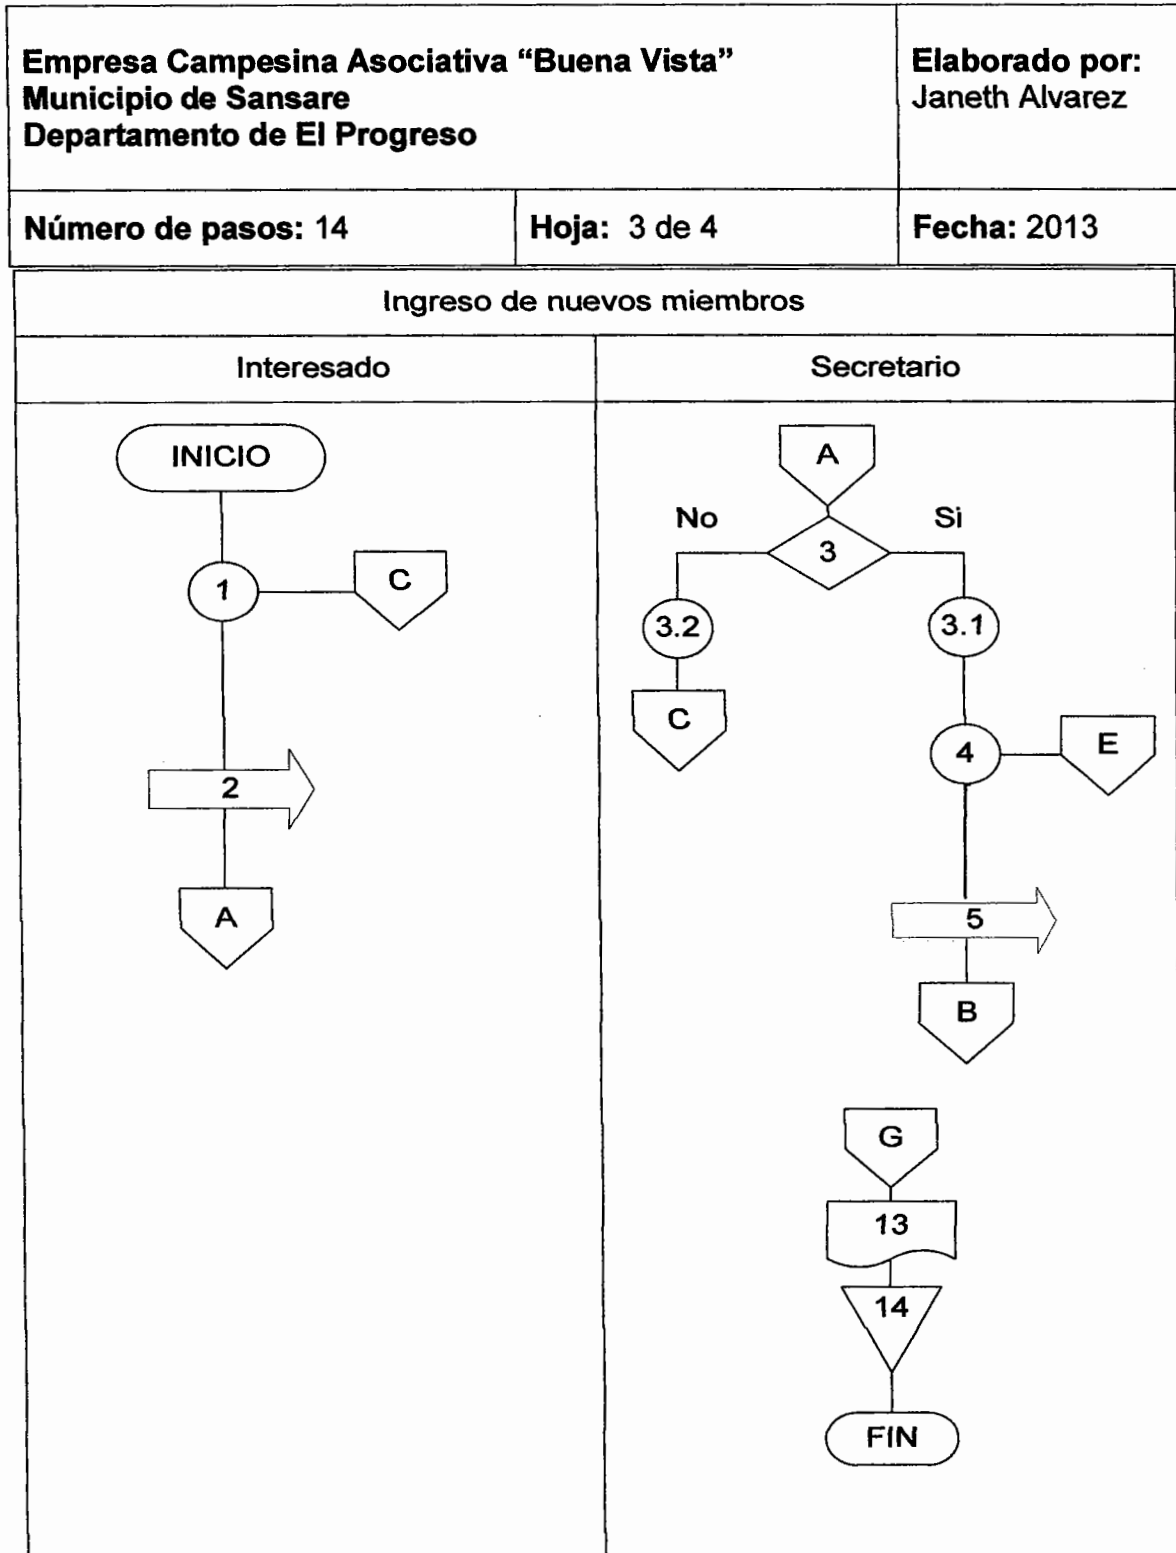 Empresa Campesina Asociativa “Buena Vista”
Municipio de Sansare
Departamento de El Progreso
Elaborado por:
Janeth Alvarez
Número de pasos: 14
Hoja: 3 de 4
Fecha: 2013
Ingreso de nuevos miembros
Interesado
Secretario
INICIO
1
C
2
A
A
No
Si
3
3.2
3.1
C
4
E
5
B
G
13
14
FIN